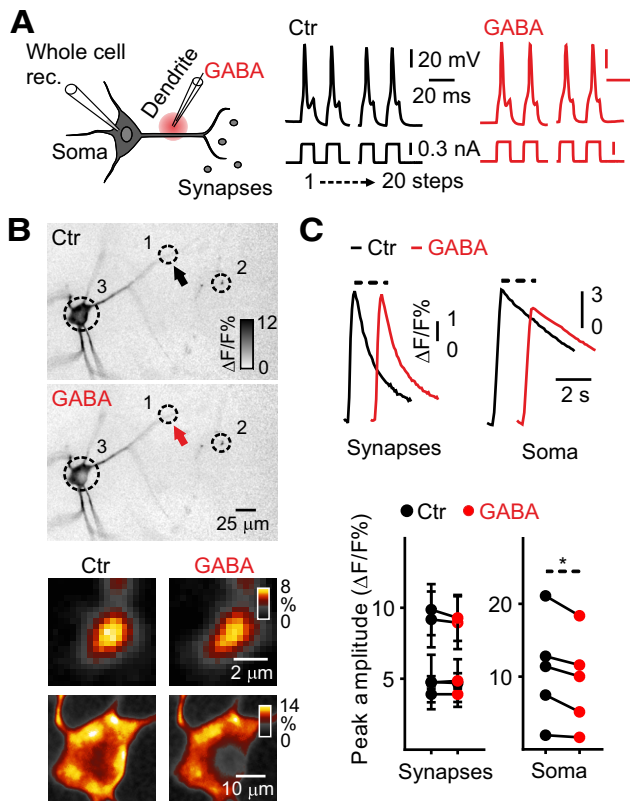 A
Whole cell
rec.
Dendrite
GABA
Soma
Synapses
Ctr
20 mV
20 ms
GABA
0.3 nA
1 20 steps
B
Ctr
1
2
3
12
0
ΔF/F%
GABA
1
2
3
25 μm
Ctr
GABA
8
%
0
2 μm
14
%
0
10 μm
C
Ctr
GABA
1
0
ΔF/F%
3
0
2 s
Synapses
Soma
Ctr
GABA
Peak amplitude (ΔF/F%)
10
5
*
20
10
Synapses
Soma